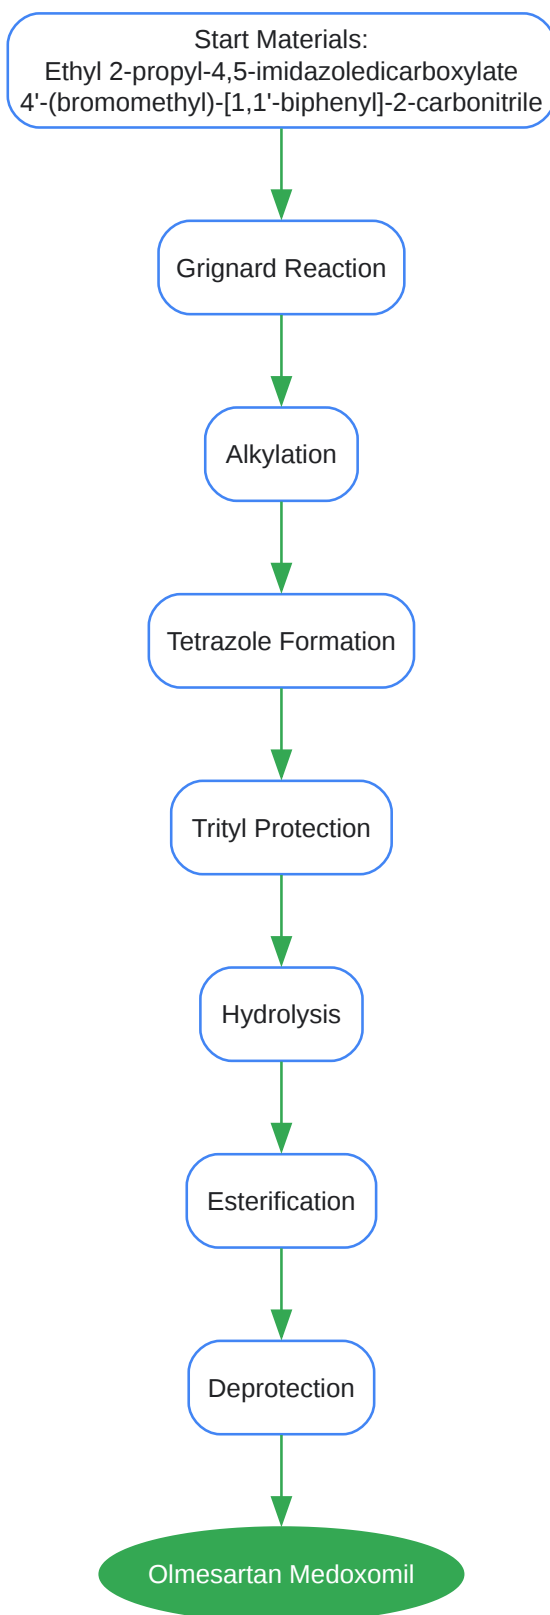 Start Materials:
Ethyl 2-propyl-4,5-imidazoledicarboxylate
4'-(bromomethyl)-[1,1'-biphenyl]-2-carbonitrile
Grignard Reaction
Alkylation
Tetrazole Formation
Trityl Protection
Hydrolysis
Esterification
Deprotection
Olmesartan Medoxomil